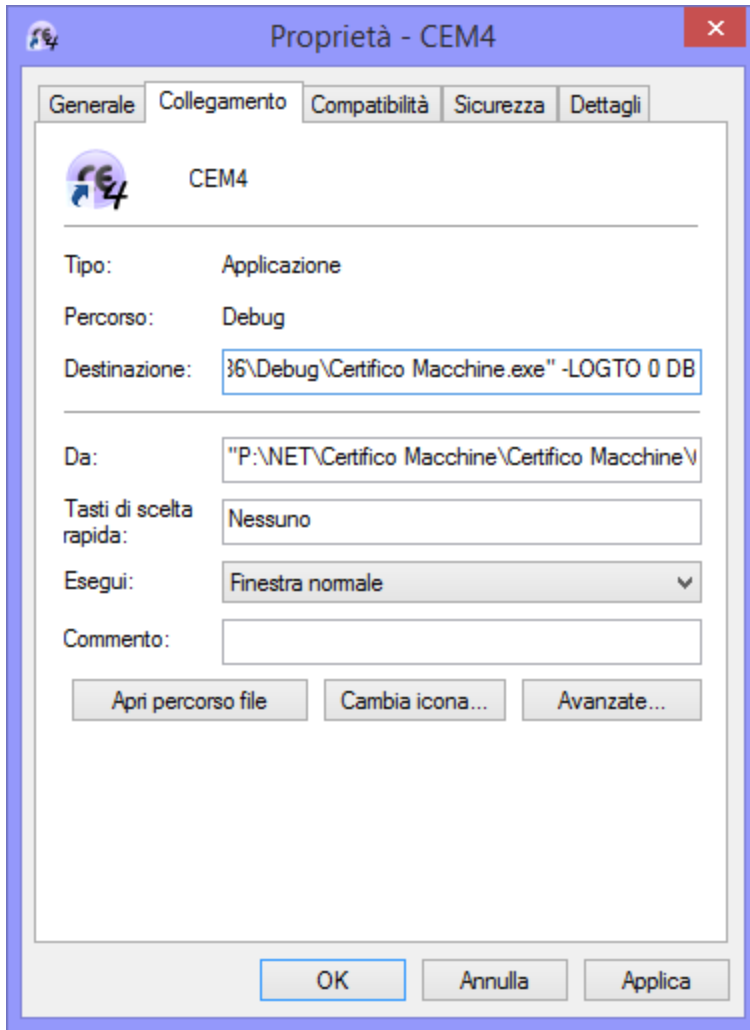 Proprietà - CEM4
Generale Collegamento Compatibilità Sicurezza Dettagli
CEM4
Tipo: Applicazione
Percorso: Debug
Destinazione: 36\Debug\Certifico Macchine.exe" -LOGTO 0 DB
Da: "P:\NET\Certifico Macchine\Certifico Macchine\
Tasti di scelta
rapida: Nessuno
Esegui: Finestra normale
Commento:
Apri percorso file Cambia icona... Avanzate...
OK Annulla Applica